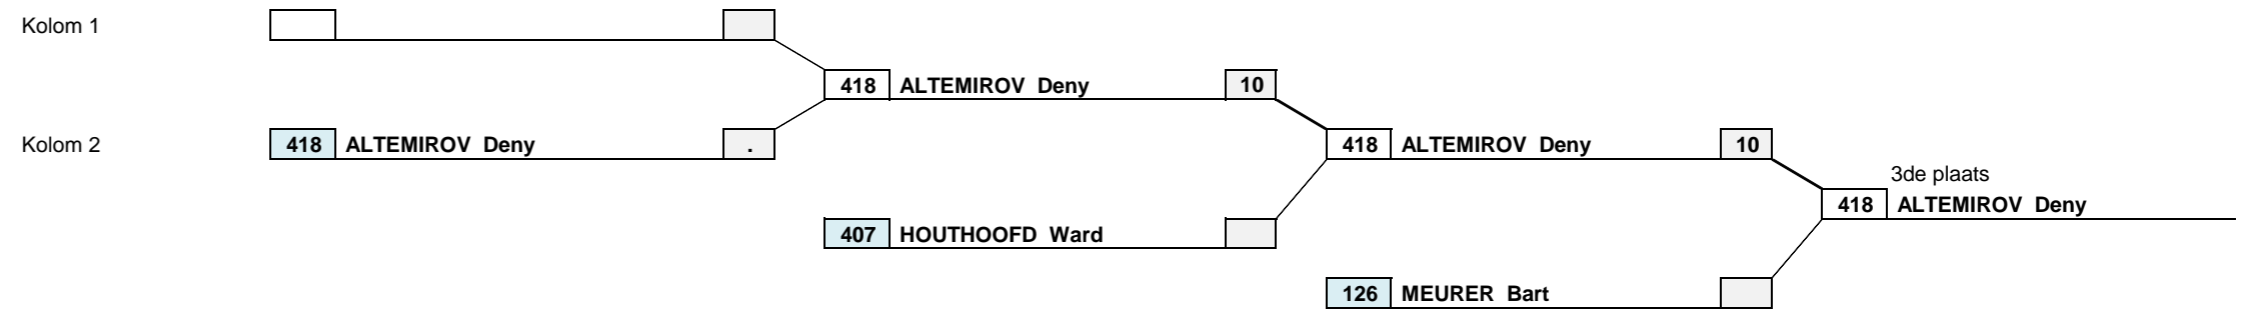 Kolom 1
418 ALTEMIROV Deny 10
Kolom 2 418 ALTEMIROV Deny . 418 ALTEMIROV Deny 10
3de plaats
418 ALTEMIROV Deny
407 HOUTHOOFD Ward
126 MEURER Bart